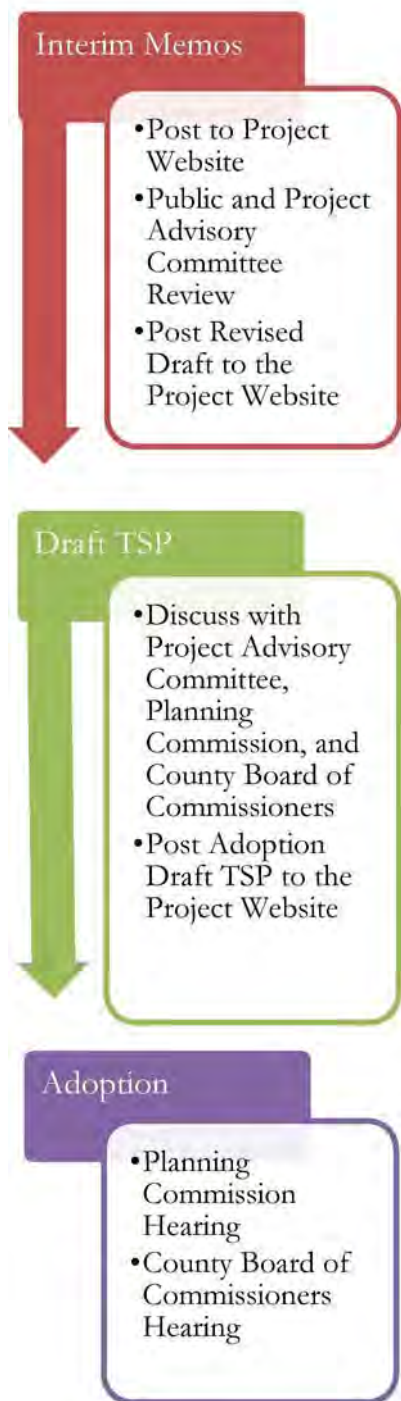 Interim Memos
•Post to Project
Website
•Public and Project
Advisory
Committee
Review
•Post Revised
Draft to the
Project Website
Draft TSP
•Discuss with
Project Advisory
Committee,
Planning
Commission, and
County Board of
Commissioners
•Post Adoption
Draft TSP to the
Project Website
Adoption
•Planning
Commission
Hearing
•County Board of
Commissioners
Hearing